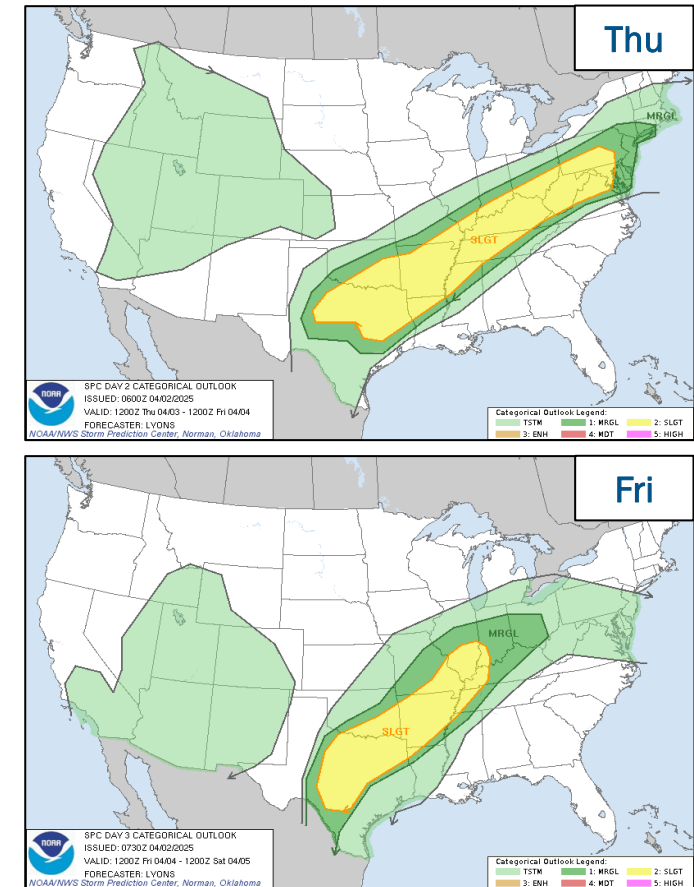 Thu
MRGL
SLGT
NOAA
SPC DAY 2 CATEGORICAL OUTLOOK
ISSUED: 0600Z 04/02/2025
VALID: 1200Z Thu 04/03 - 1200Z Fri 04/04
FORECASTER: LYONS
NOAA/NWS Storm Prediction Center, Norman, Oklahoma
Categorical Outlook Legend:
TSTM 1: MRGL 2: SLGT
3: ENH 4: MDT 5: HIGH
Fri
MRGL
SLGT
NOAA
SPC DAY 3 CATEGORICAL OUTLOOK
ISSUED: 0730Z 04/02/2025
VALID: 1200Z Fri 04/04 - 1200Z Sat 04/05
FORECASTER: LYONS
NOAA/NWS Storm Prediction Center, Norman, Oklahoma
Categorical Outlook Legend:
TSTM 1: MRGL 2: SLGT
3: ENH 4: MDT 5: HIGH